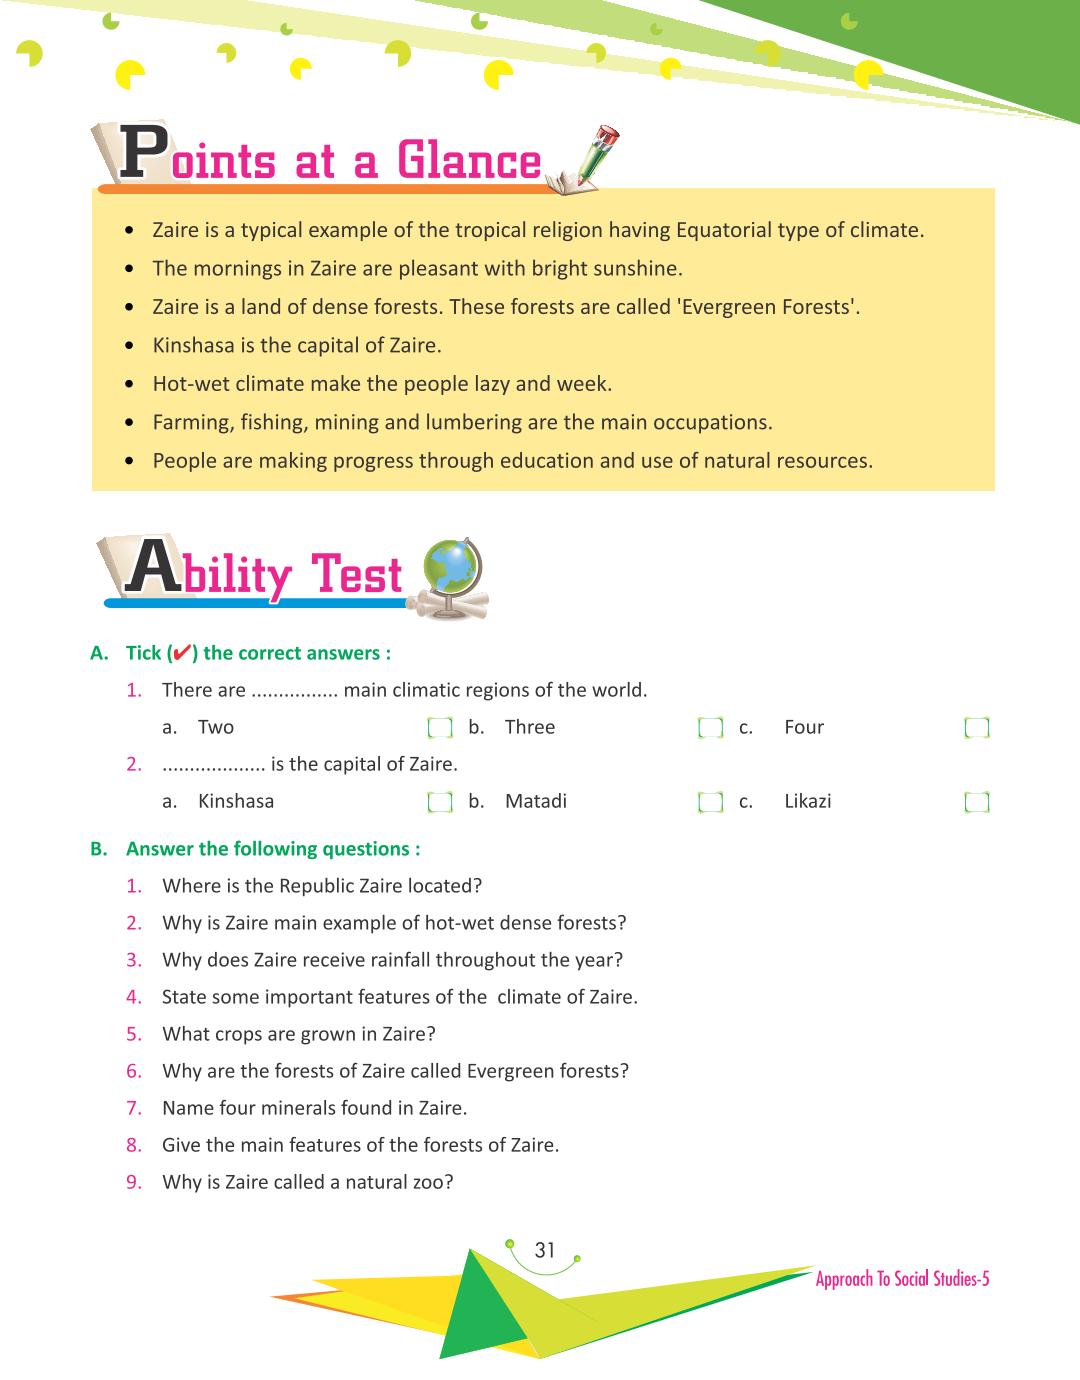 Points at a Glance
• Zaire is a typical example of the tropical religion having Equatorial type of climate.
• The mornings in Zaire are pleasant with bright sunshine.
• Zaire is a land of dense forests. These forests are called 'Evergreen Forests'.
• Kinshasa is the capital of Zaire.
• Hot-wet climate make the people lazy and week.
• Farming, fishing, mining and lumbering are the main occupations.
• People are making progress through education and use of natural resources.
Ability Test
A. Tick (✔) the correct answers :
1. There are ................ main climatic regions of the world.
a. Two b. Three c. Four
2. ................... is the capital of Zaire.
a. Kinshasa b. Matadi c. Likazi
B. Answer the following questions :
1. Where is the Republic Zaire located?
2. Why is Zaire main example of hot-wet dense forests?
3. Why does Zaire receive rainfall throughout the year?
4. State some important features of the climate of Zaire.
5. What crops are grown in Zaire?
6. Why are the forests of Zaire called Evergreen forests?
7. Name four minerals found in Zaire.
8. Give the main features of the forests of Zaire.
9. Why is Zaire called a natural zoo?
31
Approach To Social Studies-5